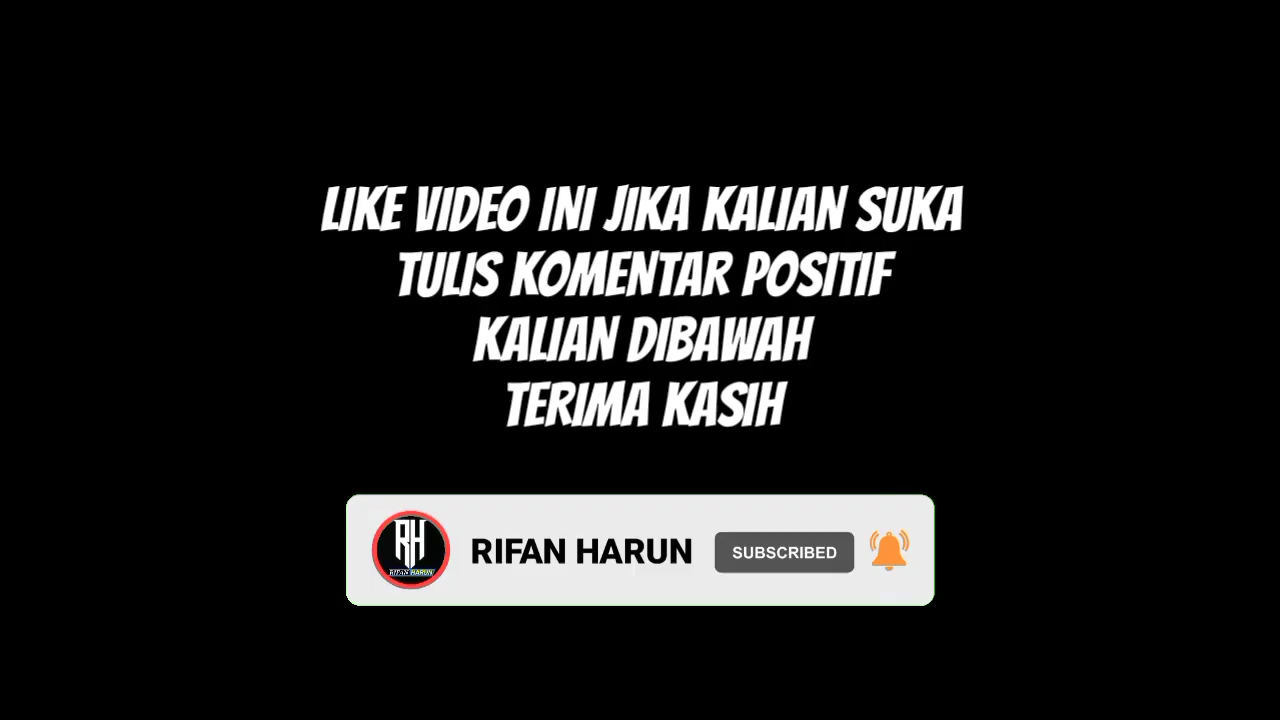 LIKE VIDEO INI JIKA KALIAN SUKA
TULIS KOMENTAR POSITIF
KALIAN DIBAWAH
TERIMA KASIH
RH
RIFAN HARUN
RIFAN HARUN
SUBSCRIBED